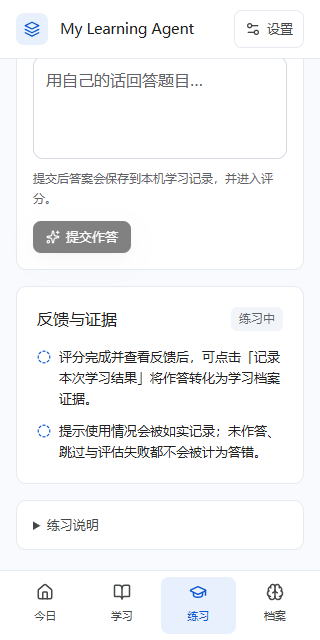 My Learning Agent
设置
用自己的话回答题目...
提交后答案会保存到本机学习记录，并进入评
分。
提交作答
反馈与证据
练习中
评分完成并查看反馈后，可点击「记录
本次学习结果」将作答转化为学习档案
证据。
提示使用情况会被如实记录；未作答、
跳过与评估失败都不会被计为答错。
练习说明
今日
学习
练习
档案